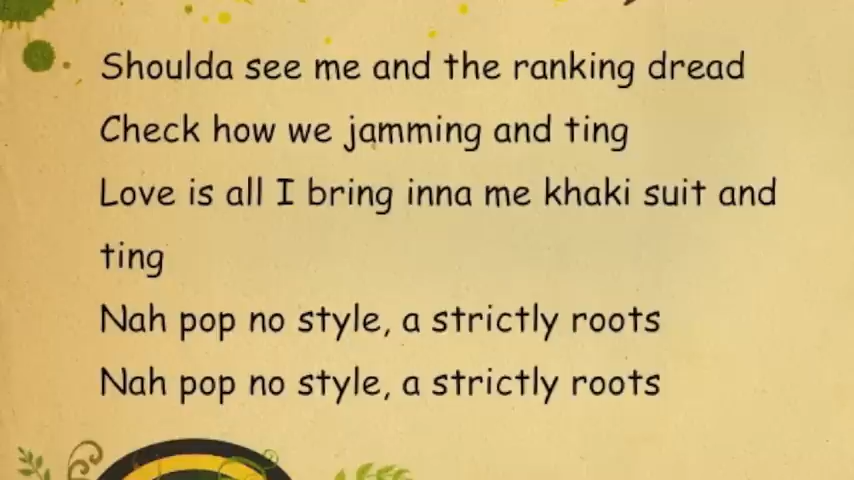 Shoulda see me and the ranking dread
Check how we jamming and ting
Love is all I bring inna me khaki suit and
ting
Nah pop no style, a strictly roots
Nah pop no style, a strictly roots